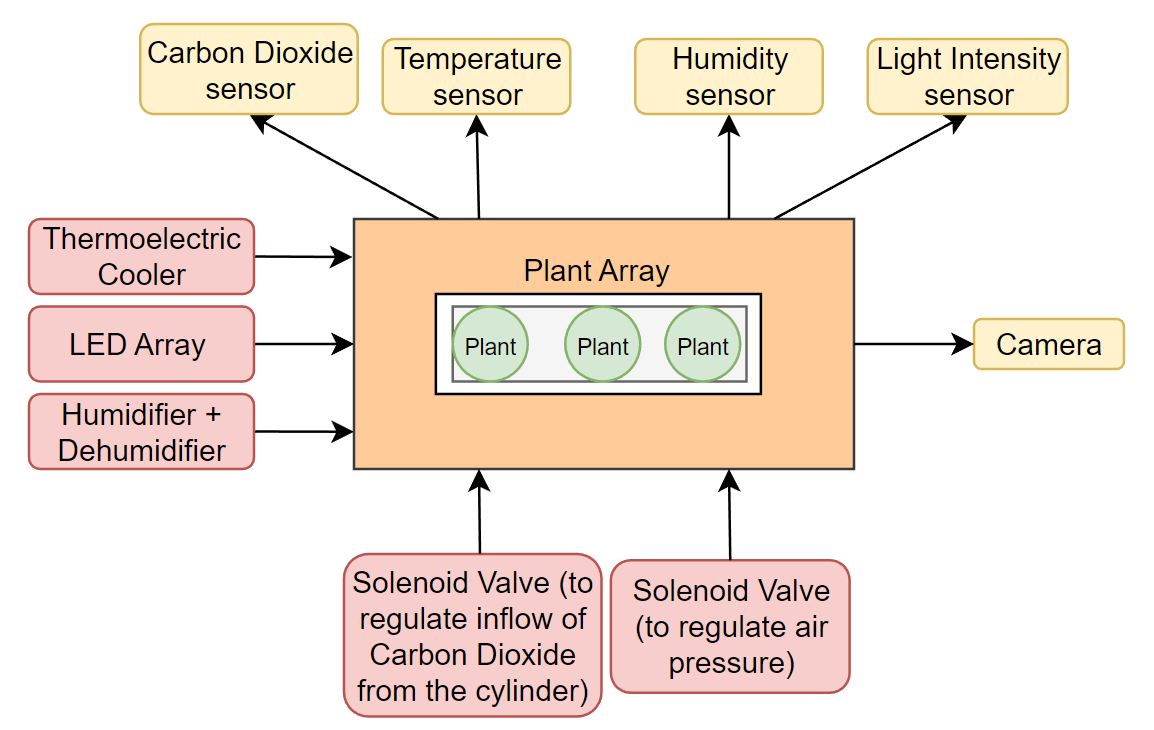 Carbon Dioxide
sensor
Temperature
sensor
Humidity
sensor
Light Intensity
sensor
Thermoelectric
Cooler
LED Array
Humidifier +
Dehumidifier
Plant Array
Plant
Plant
Plant
Camera
Solenoid Valve (to
regulate inflow of
Carbon Dioxide
from the cylinder)
Solenoid Valve
(to regulate air
pressure)